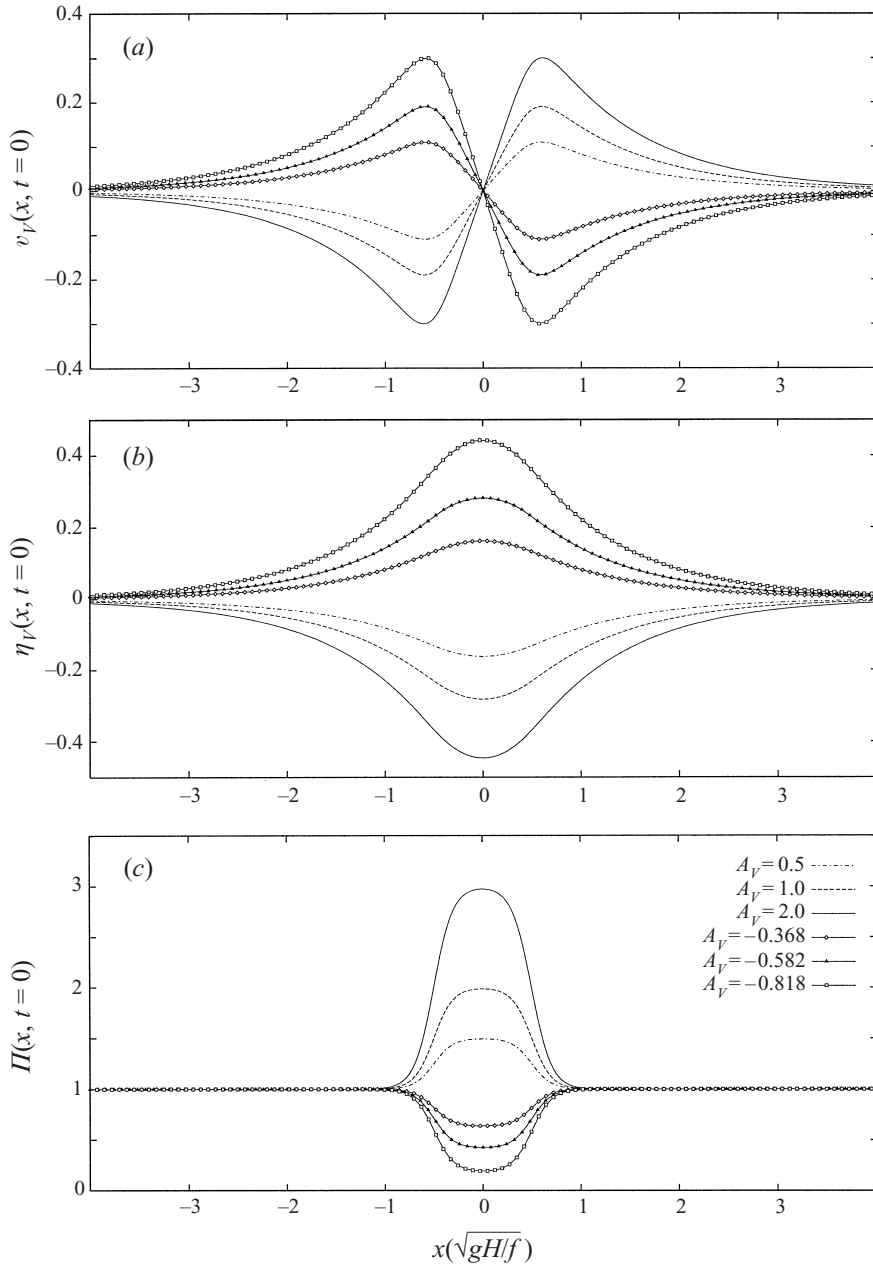 0.4
(a)
0.2
v_V(x, t = 0)
0
–0.2
–0.4
–3 –2 –1 0 1 2 3
(b)
0.4
0.2
η_V(x, t = 0)
0
–0.2
–0.4
–3 –2 –1 0 1 2 3
(c)
A_V=0.5
3
A_V=1.0
A_V=2.0
A_V=–0.368
A_V=–0.582
2
A_V=–0.818
Π(x, t = 0)
1
0
–3 –2 –1 0 1 2 3
x(√gH/f)